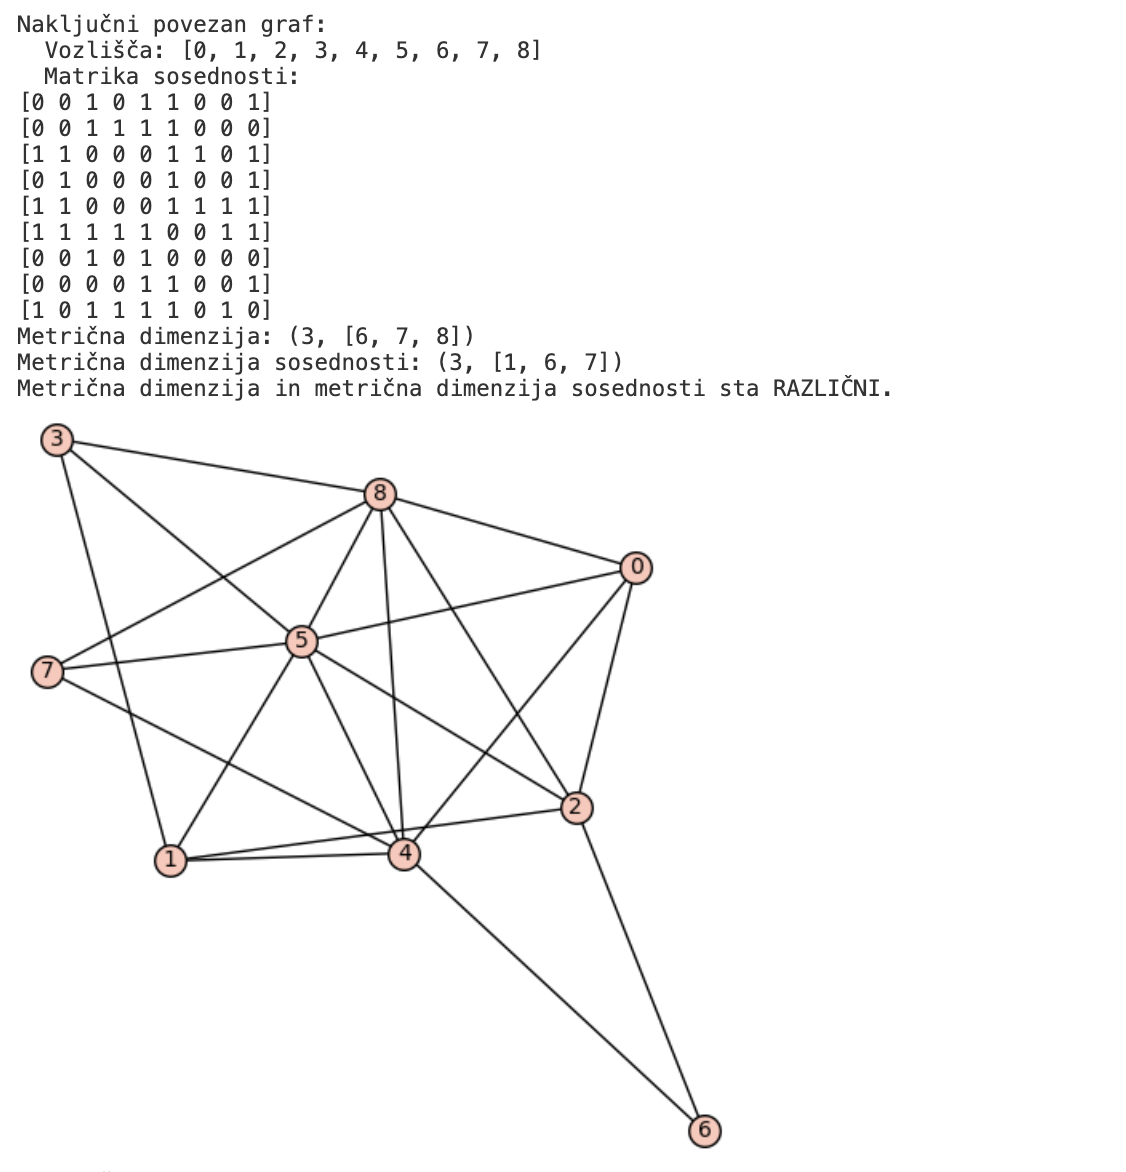 Naključni povezan graf:
Vozlišča: [0, 1, 2, 3, 4, 5, 6, 7, 8]
Matrika sosednosti:
[0 0 1 0 1 1 0 0 1]
[0 0 1 1 1 1 0 0 0]
[1 1 0 0 0 1 1 0 1]
[0 1 0 0 0 1 0 0 1]
[1 1 0 0 0 1 1 1 1]
[1 1 1 1 1 0 0 1 1]
[0 0 1 0 1 0 0 0 0]
[0 0 0 0 1 1 0 0 1]
[1 0 1 1 1 1 0 1 0]
Metrična dimenzija: (3, [6, 7, 8])
Metrična dimenzija sosednosti: (3, [1, 6, 7])
Metrična dimenzija in metrična dimenzija sosednosti sta RAZLIČNI.
3
8
0
5
7
2
4
1
6